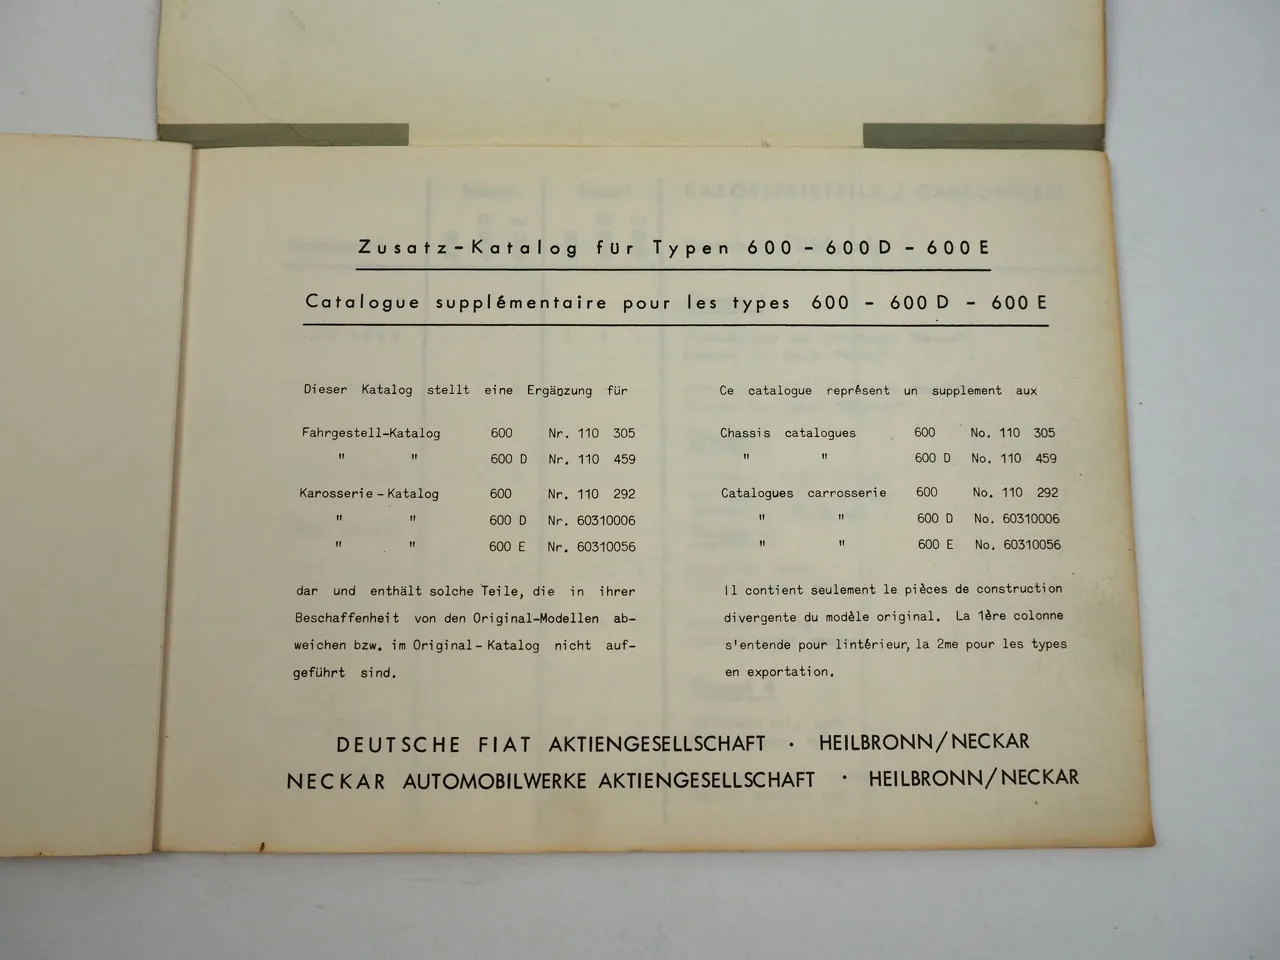 Zusatz-Katalog für Typen 600 - 600 D - 600 E
Catalogue supplémentaire pour les types 600 - 600 D - 600 E
Dieser Katalog stellt eine Ergänzung für
Fahrgestell-Katalog 600 Nr. 110 305
" " 600 D Nr. 110 459
Karosserie-Katalog 600 Nr. 110 292
" " 600 D Nr. 60310006
" " 600 E Nr. 60310056
dar und enthält solche Teile, die in ihrer
Beschaffenheit von den Original-Modellen ab-
weichen bzw. im Original-Katalog nicht auf-
geführt sind.
Ce catalogue représent un supplement aux
Chassis catalogues 600 No. 110 305
" " 600 D No. 110 459
Catalogues carrosserie 600 No. 110 292
" " 600 D No. 60310006
" " 600 E No. 60310056
Il contient seulement le pièces de construction
divergente du modèle original. La 1ère colonne
s'entende pour lintérieur, la 2me pour les types
en exportation.
DEUTSCHE FIAT AKTIENGESELLSCHAFT · HEILBRONN/NECKAR
NECKAR AUTOMOBILWERKE AKTIENGESELLSCHAFT · HEILBRONN/NECKAR